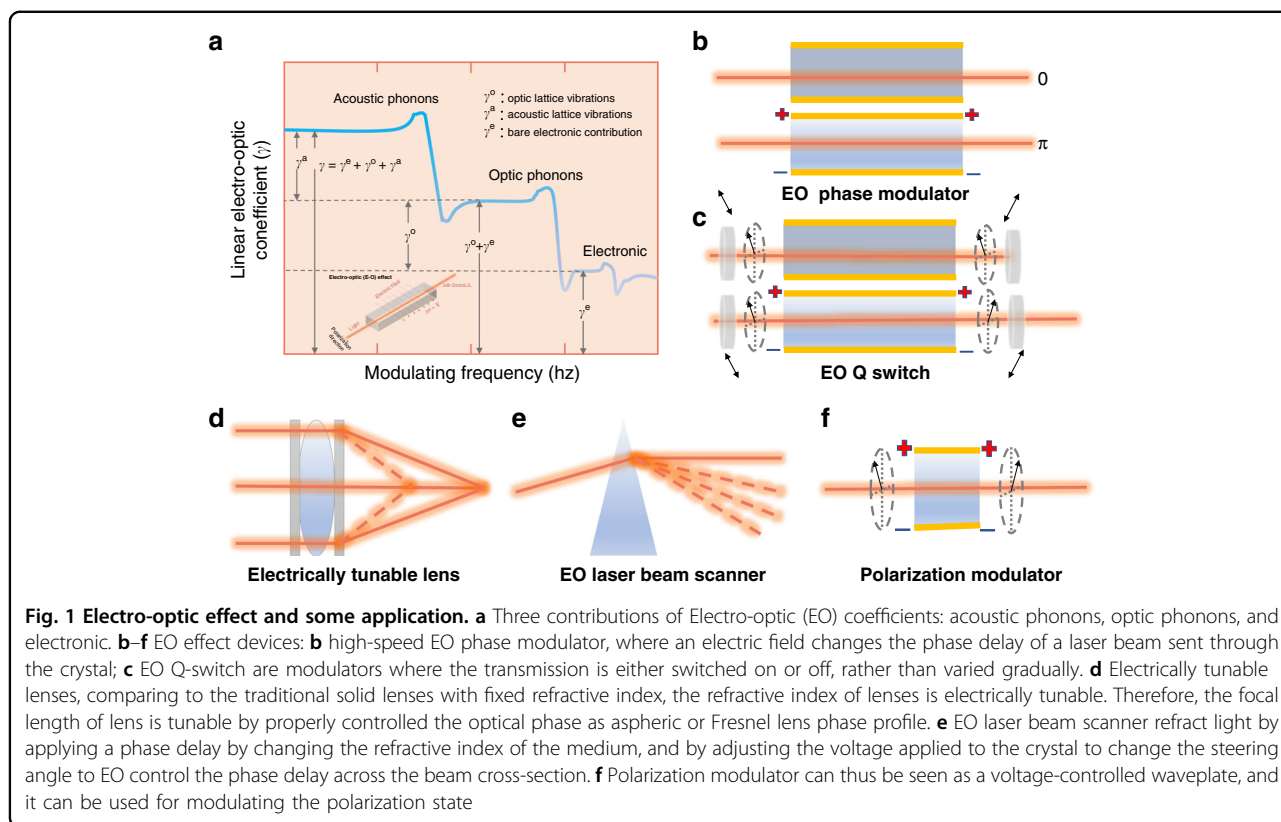 a
Linear electro-optic
conefficient (γ)
Acoustic phonons
γᵒ : optic lattice vibrations
γᵃ : acoustic lattice vibrations
γᵉ : bare electronic contribution
γᵃ
γ = γᵉ + γᵒ + γᵃ
Optic phonons
γᵒ
γᵒ+γᵉ
Electronic
γᵉ
Electro-optic (E-O) effect
Electric filed
Light
Polarization
direction
Modulating frequency (hz)
b
0
+ +
π
– –
EO phase modulator
c
+ +
– –
EO Q switch
d
Electrically tunable lens
e
EO laser beam scanner
f
+ +
– –
Polarization modulator
Fig. 1 Electro-optic effect and some application. a Three contributions of Electro-optic (EO) coefficients: acoustic phonons, optic phonons, and
electronic. b–f EO effect devices: b high-speed EO phase modulator, where an electric field changes the phase delay of a laser beam sent through
the crystal; c EO Q-switch are modulators where the transmission is either switched on or off, rather than varied gradually. d Electrically tunable
lenses, comparing to the traditional solid lenses with fixed refractive index, the refractive index of lenses is electrically tunable. Therefore, the focal
length of lens is tunable by properly controlled the optical phase as aspheric or Fresnel lens phase profile. e EO laser beam scanner refract light by
applying a phase delay by changing the refractive index of the medium, and by adjusting the voltage applied to the crystal to change the steering
angle to EO control the phase delay across the beam cross-section. f Polarization modulator can thus be seen as a voltage-controlled waveplate, and
it can be used for modulating the polarization state